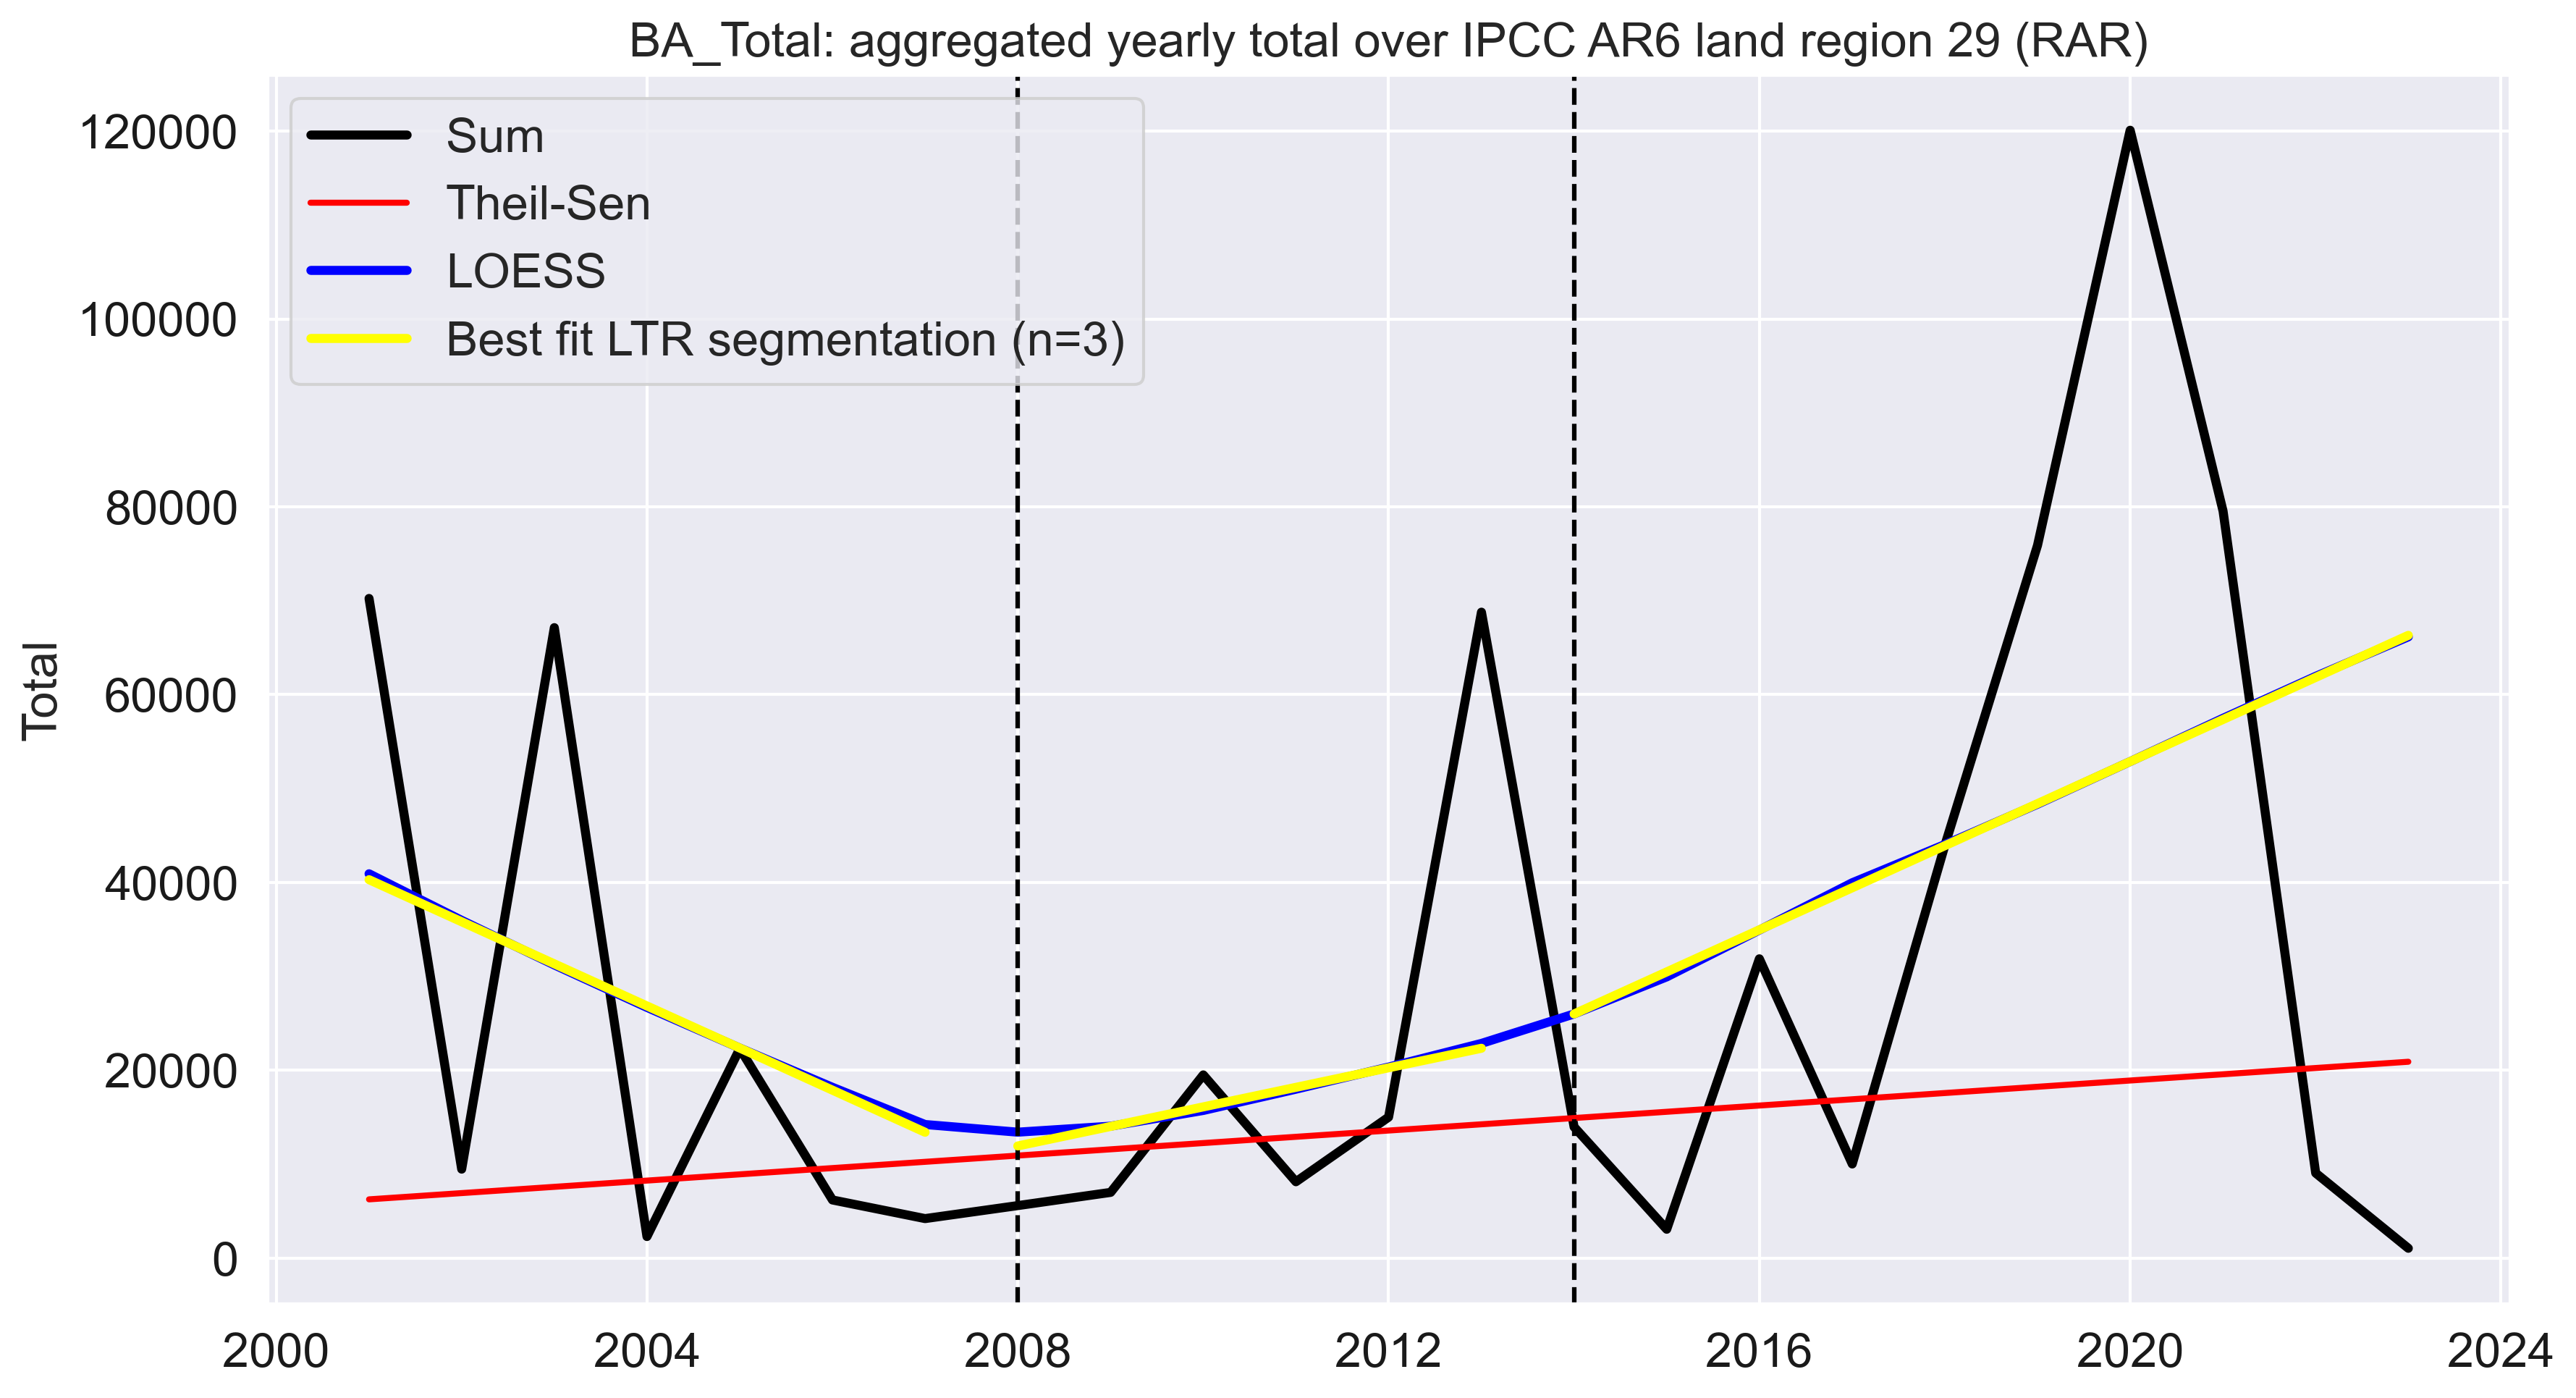 BA_Total: aggregated yearly total over IPCC AR6 land region 29 (RAR)
Sum
Theil-Sen
LOESS
Best fit LTR segmentation (n=3)
Total
120000
100000
80000
60000
40000
20000
0
2000 2004 2008 2012 2016 2020 2024